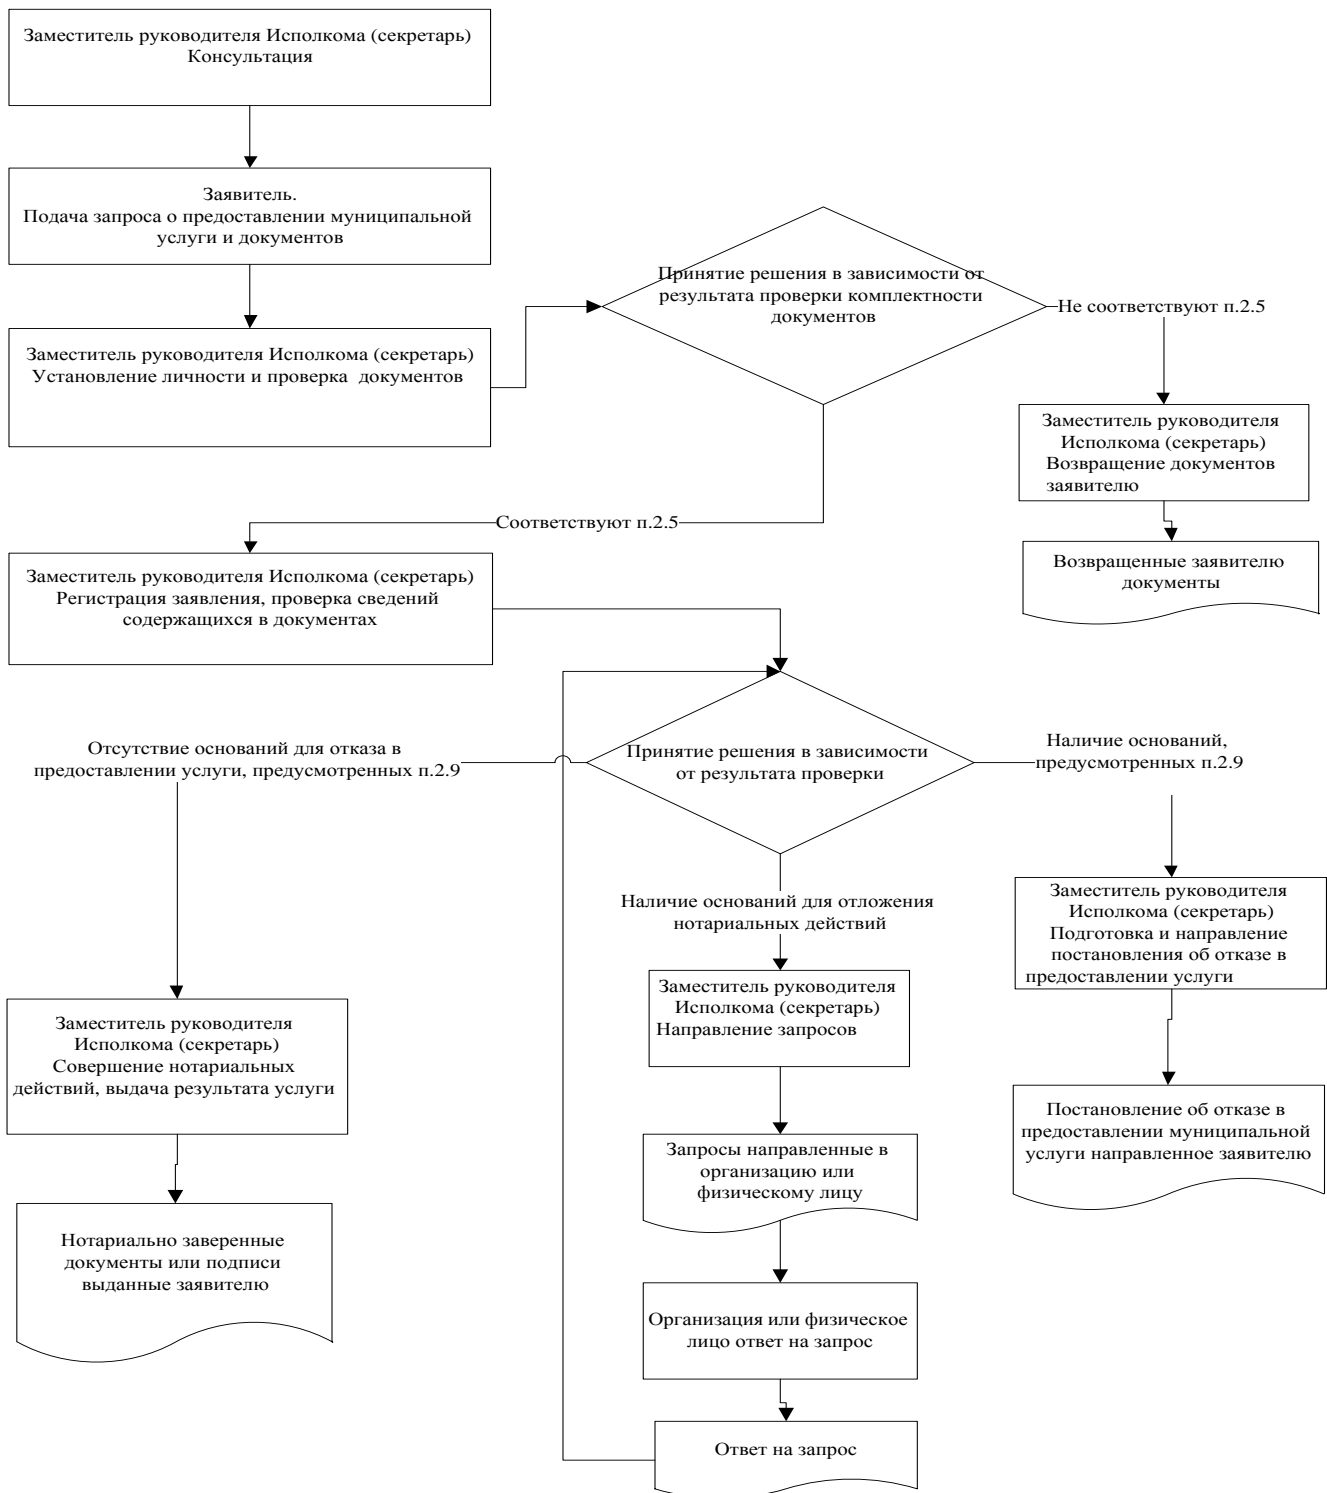 Заместитель руководителя Исполкома (секретарь)
Консультация
Заявитель.
Подача запроса о предоставлении муниципальной
услуги и документов
Заместитель руководителя Исполкома (секретарь)
Установление личности и проверка документов
Принятие решения в зависимости от
результата проверки комплектности
документов
Не соответствуют п.2.5
Заместитель руководителя
Исполкома (секретарь)
Возвращение документов
заявителю
Возвращенные заявителю
документы
Соответствуют п.2.5
Заместитель руководителя Исполкома (секретарь)
Регистрация заявления, проверка сведений
содержащихся в документах
Принятие решения в зависимости
от результата проверки
Отсутствие оснований для отказа в
предоставлении услуги, предусмотренных п.2.9
Наличие оснований,
предусмотренных п.2.9
Наличие оснований для отложения
нотариальных действий
Заместитель руководителя
Исполкома (секретарь)
Совершение нотариальных
действий, выдача результата услуги
Нотариально заверенные
документы или подписи
выданные заявителю
Заместитель руководителя
Исполкома (секретарь)
Направление запросов
Запросы направленные в
организацию или
физическому лицу
Организация или физическое
лицо ответ на запрос
Ответ на запрос
Заместитель руководителя
Исполкома (секретарь)
Подготовка и направление
постановления об отказе в
предоставлении услуги
Постановление об отказе в
предоставлении муниципальной
услуги направленное заявителю